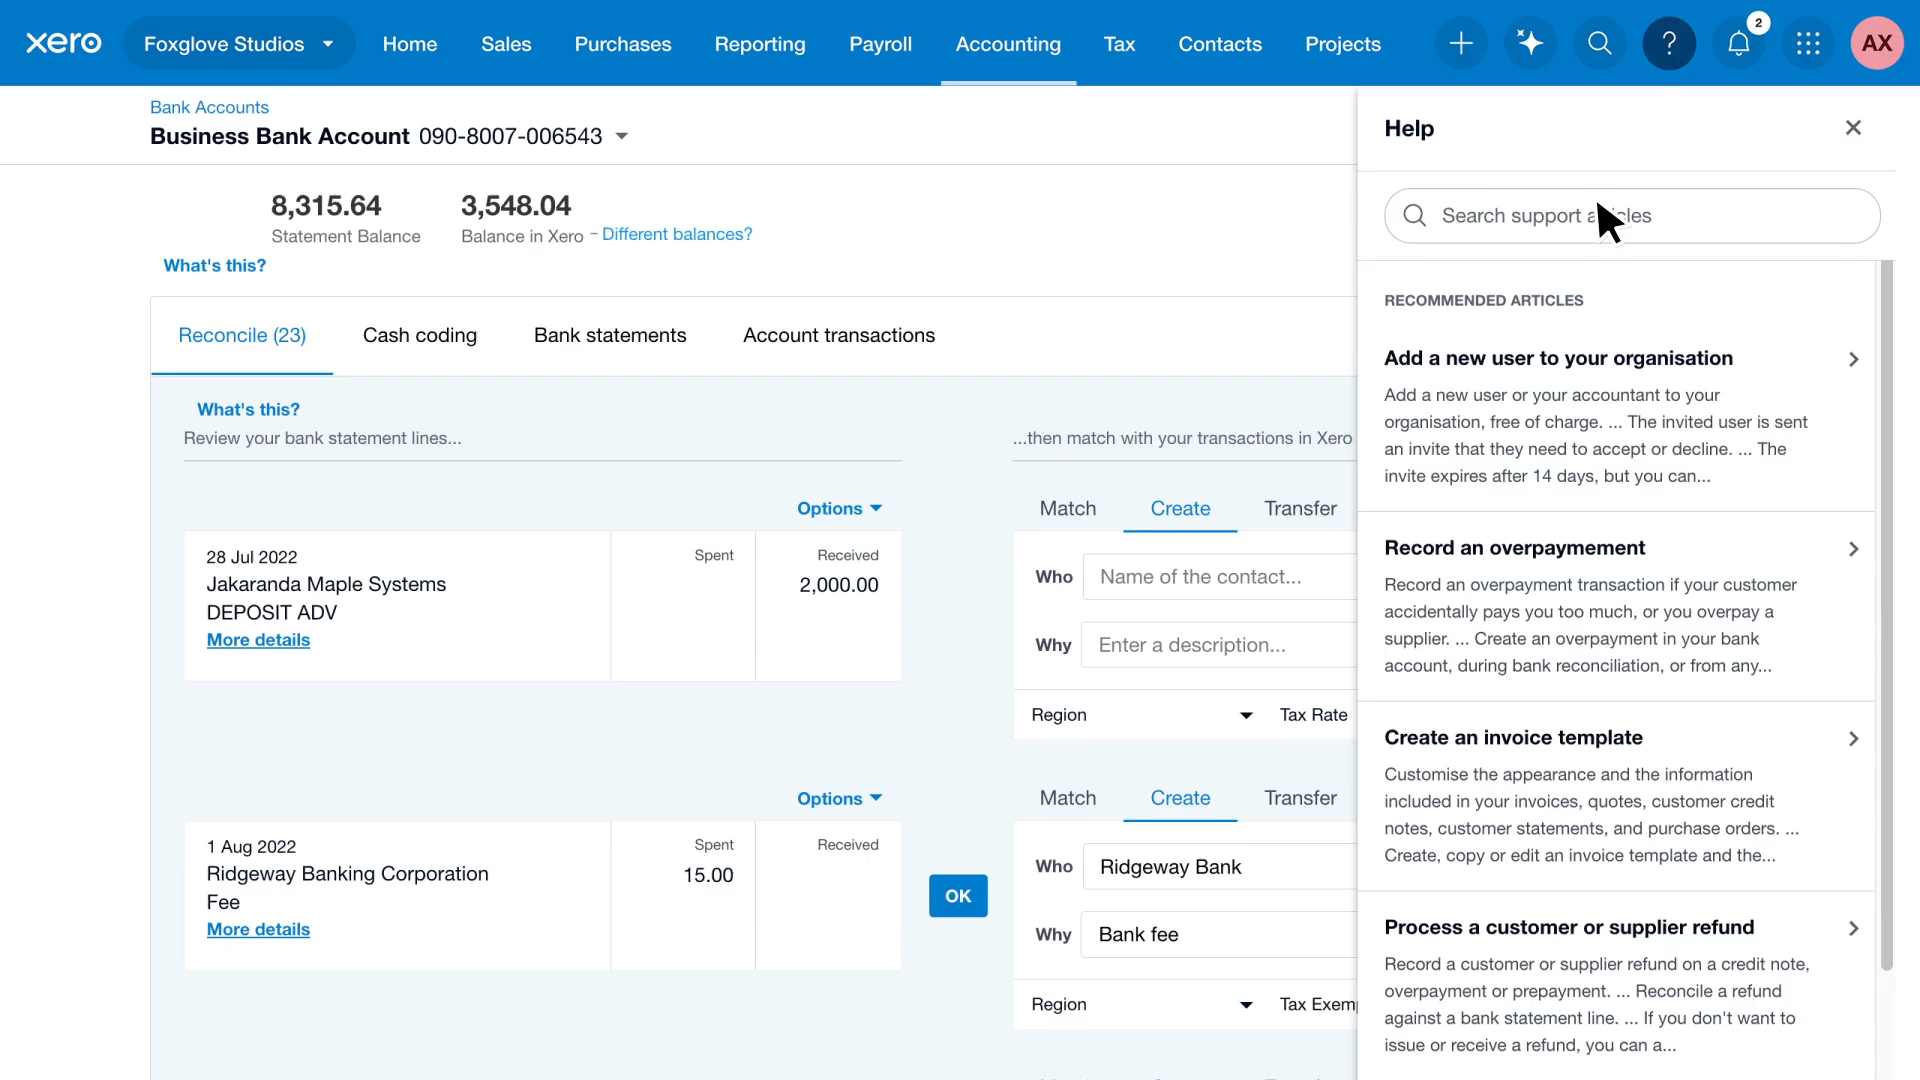 xero Foxglove Studios Home Sales Purchases Reporting Payroll Accounting Tax Contacts Projects ? 2 AX
Bank Accounts
Business Bank Account 090-8007-006543
8,315.64
Statement Balance
3,548.04
Balance in Xero - Different balances?
What's this?
Reconcile (23) Cash coding Bank statements Account transactions
What's this?
Review your bank statement lines...
...then match with your transactions in Xero
Options
28 Jul 2022
Jakaranda Maple Systems
DEPOSIT ADV
More details
Spent
Received
2,000.00
Match Create Transfer
Who Name of the contact...
Why Enter a description...
Region Tax Rate
Options
1 Aug 2022
Ridgeway Banking Corporation
Fee
More details
Spent
15.00
Received
OK
Match Create Transfer
Who Ridgeway Bank
Why Bank fee
Region Tax Exem
Help
Search support
RECOMMENDED ARTICLES
Add a new user to your organisation
Add a new user or your accountant to your
organisation, free of charge. ... The invited user is sent
an invite that they need to accept or decline. ... The
invite expires after 14 days, but you can...
Record an overpaymement
Record an overpayment transaction if your customer
accidentally pays you too much, or you overpay a
supplier. ... Create an overpayment in your bank
account, during bank reconciliation, or from any...
Create an invoice template
Customise the appearance and the information
included in your invoices, quotes, customer credit
notes, customer statements, and purchase orders. ...
Create, copy or edit an invoice template and the...
Process a customer or supplier refund
Record a customer or supplier refund on a credit note,
overpayment or prepayment. ... Reconcile a refund
against a bank statement line. ... If you don't want to
issue or receive a refund, you can a...